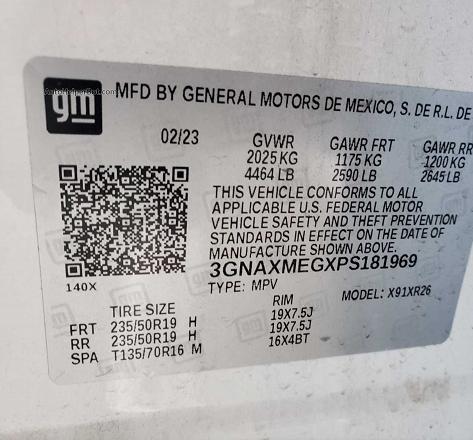 AutoHelperBot.com
gm
MFD BY GENERAL MOTORS DE MEXICO, S. DE R.L. DE
02/23 GVWR GAWR FRT GAWR RR
2025 KG 1175 KG 1200 KG
4464 LB 2590 LB 2645 LB
THIS VEHICLE CONFORMS TO ALL
APPLICABLE U.S. FEDERAL MOTOR
VEHICLE SAFETY AND THEFT PREVENTION
STANDARDS IN EFFECT ON THE DATE OF
MANUFACTURE SHOWN ABOVE.
3GNAXMEGXPS181969
140X TYPE: MPV MODEL: X91XR26
TIRE SIZE RIM
FRT 235/50R19 H 19X7.5J
RR 235/50R19 H 19X7.5J
SPA T135/70R16 M 16X4BT